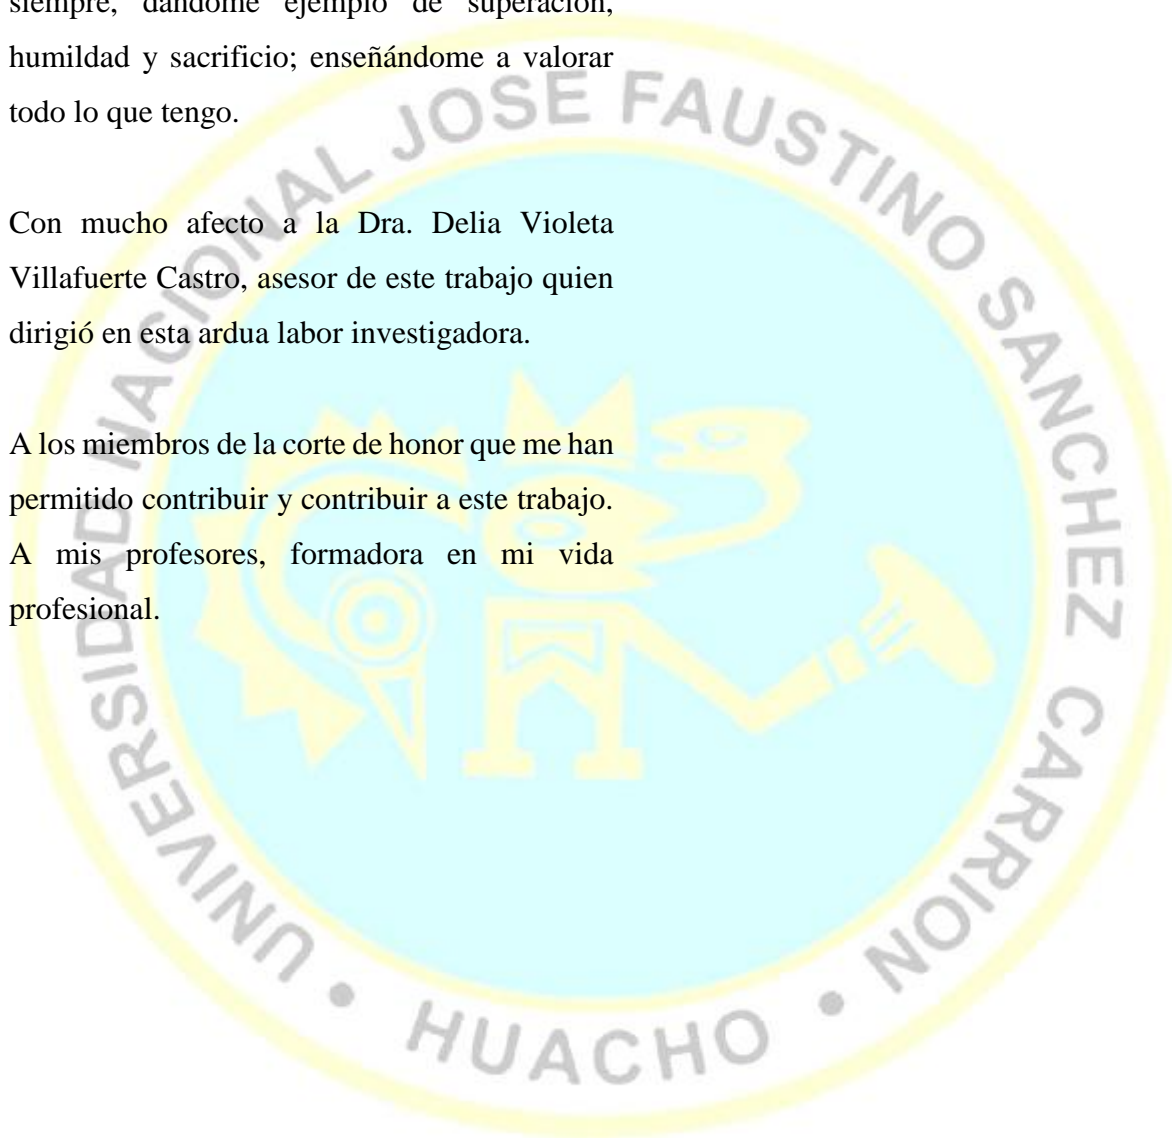 siempre, dándome ejemplo de superación,
humildad y sacrificio; enseñándome a valorar
todo lo que tengo.
Con mucho afecto a la Dra. Delia Violeta
Villafuerte Castro, asesor de este trabajo quien
dirigió en esta ardua labor investigadora.
A los miembros de la corte de honor que me han
permitido contribuir y contribuir a este trabajo.
A mis profesores, formadora en mi vida
profesional.
UNIVERSIDAD NACIONAL JOSE FAUSTINO SANCHEZ CARRION
• HUACHO •